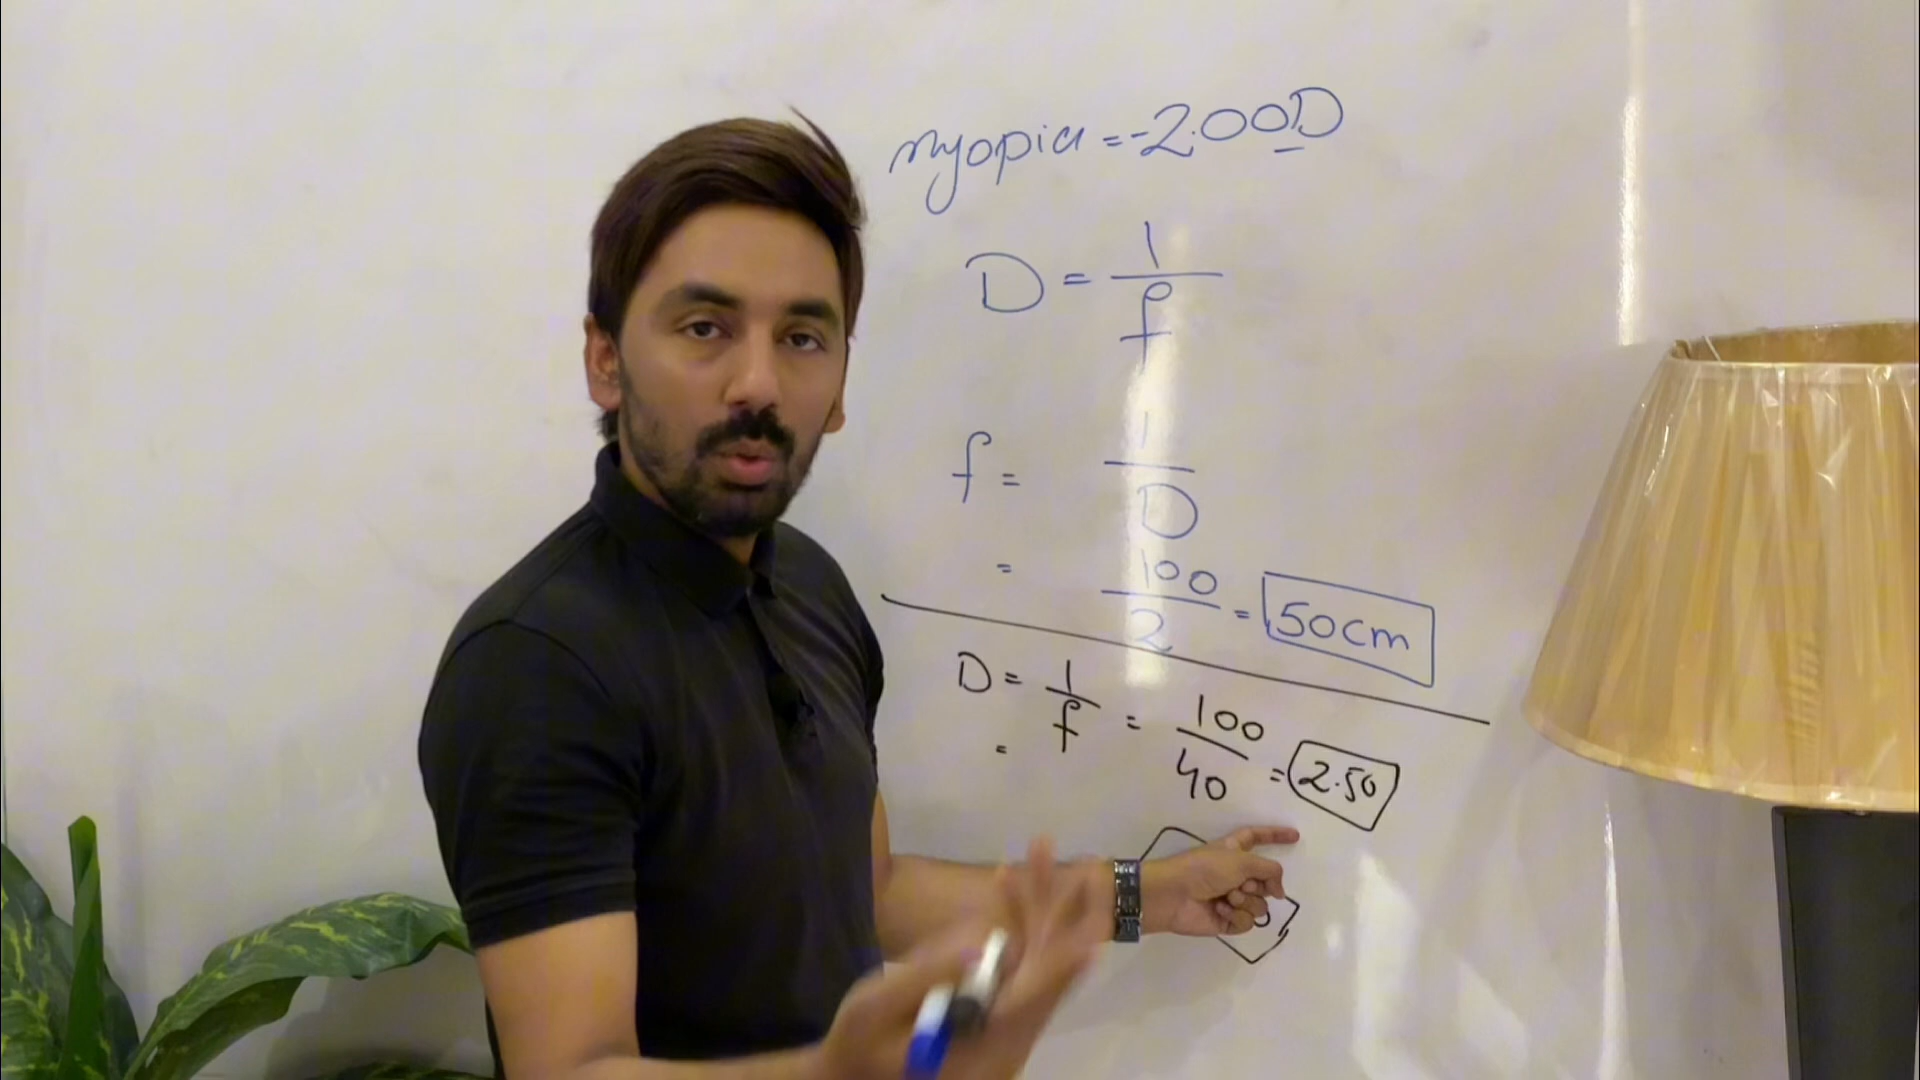 myopia = -2.00D
D = 1/f
f = 1/D
= 100/2 = 50cm
D = 1/f = 100/40 = 2.50
=